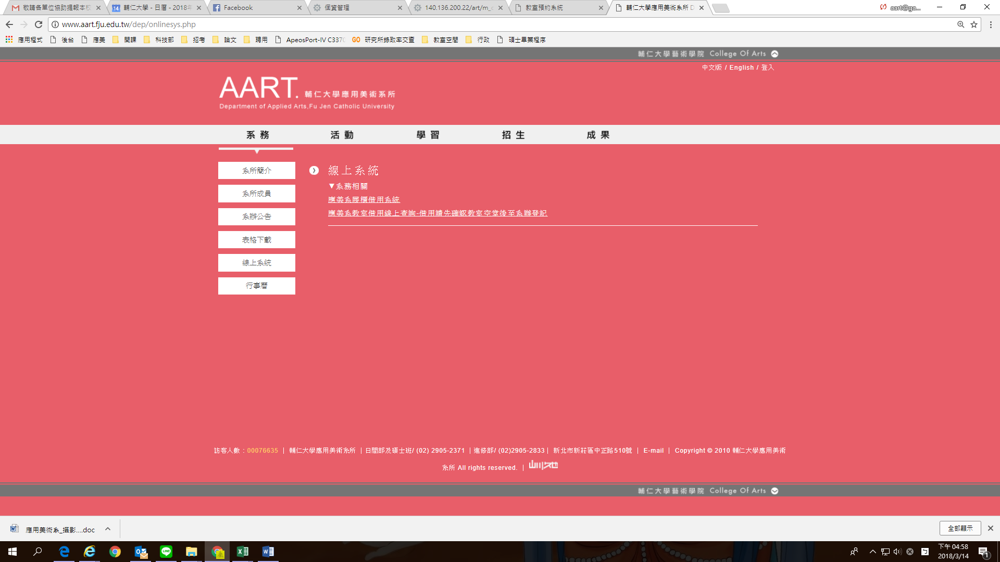 敬請各單位協助提報本校
輔仁大學 - 日曆 - 2018年
Facebook
個資管理
140.136.200.22/art/m_c
教室預約系統
輔仁大學應用美術系所 D
aart@ga...
www.aart.fju.edu.tw/dep/onlinesys.php
應用程式
後台
應美
開課
科技部
招考
論文
聘用
ApeosPort-IV C3370
GO 研究所錄取率交查
教室空間
行政
碩士畢業程序
輔仁大學藝術學院 College Of Arts
中文版 / English / 登入
AART. 輔仁大學應用美術系所
Department of Applied Arts,Fu Jen Catholic University
系務
活動
學習
招生
成果
系所簡介
系所成員
系辦公告
表格下載
線上系統
行事曆
線上系統
▼系務相關
應美系展櫃借用系統
應美系教室借用線上查詢-借用請先確認教室空堂後至系辦登記
訪客人數：00076635 | 輔仁大學應用美術系所 | 日間部及碩士班/ (02) 2905-2371 | 進修部/ (02)2905-2833 | 新北市新莊區中正路510號 | E-mail | Copyright © 2010 輔仁大學應用美術
系所 All rights reserved. |
輔仁大學藝術學院 College Of Arts
應用美術系_攝影....doc
全部顯示
下午 04:58
2018/3/14
1